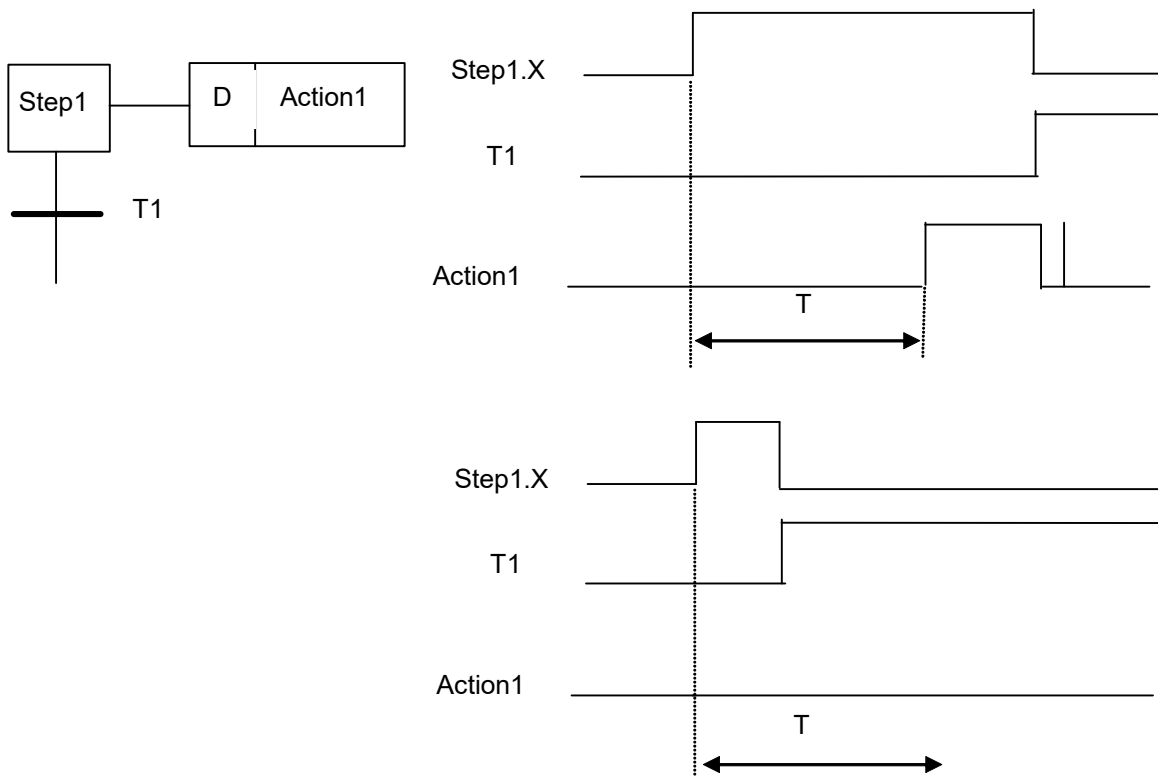 Step1
D
Action1
T1
Step1.X
T1
Action1
T
Step1.X
T1
Action1
T